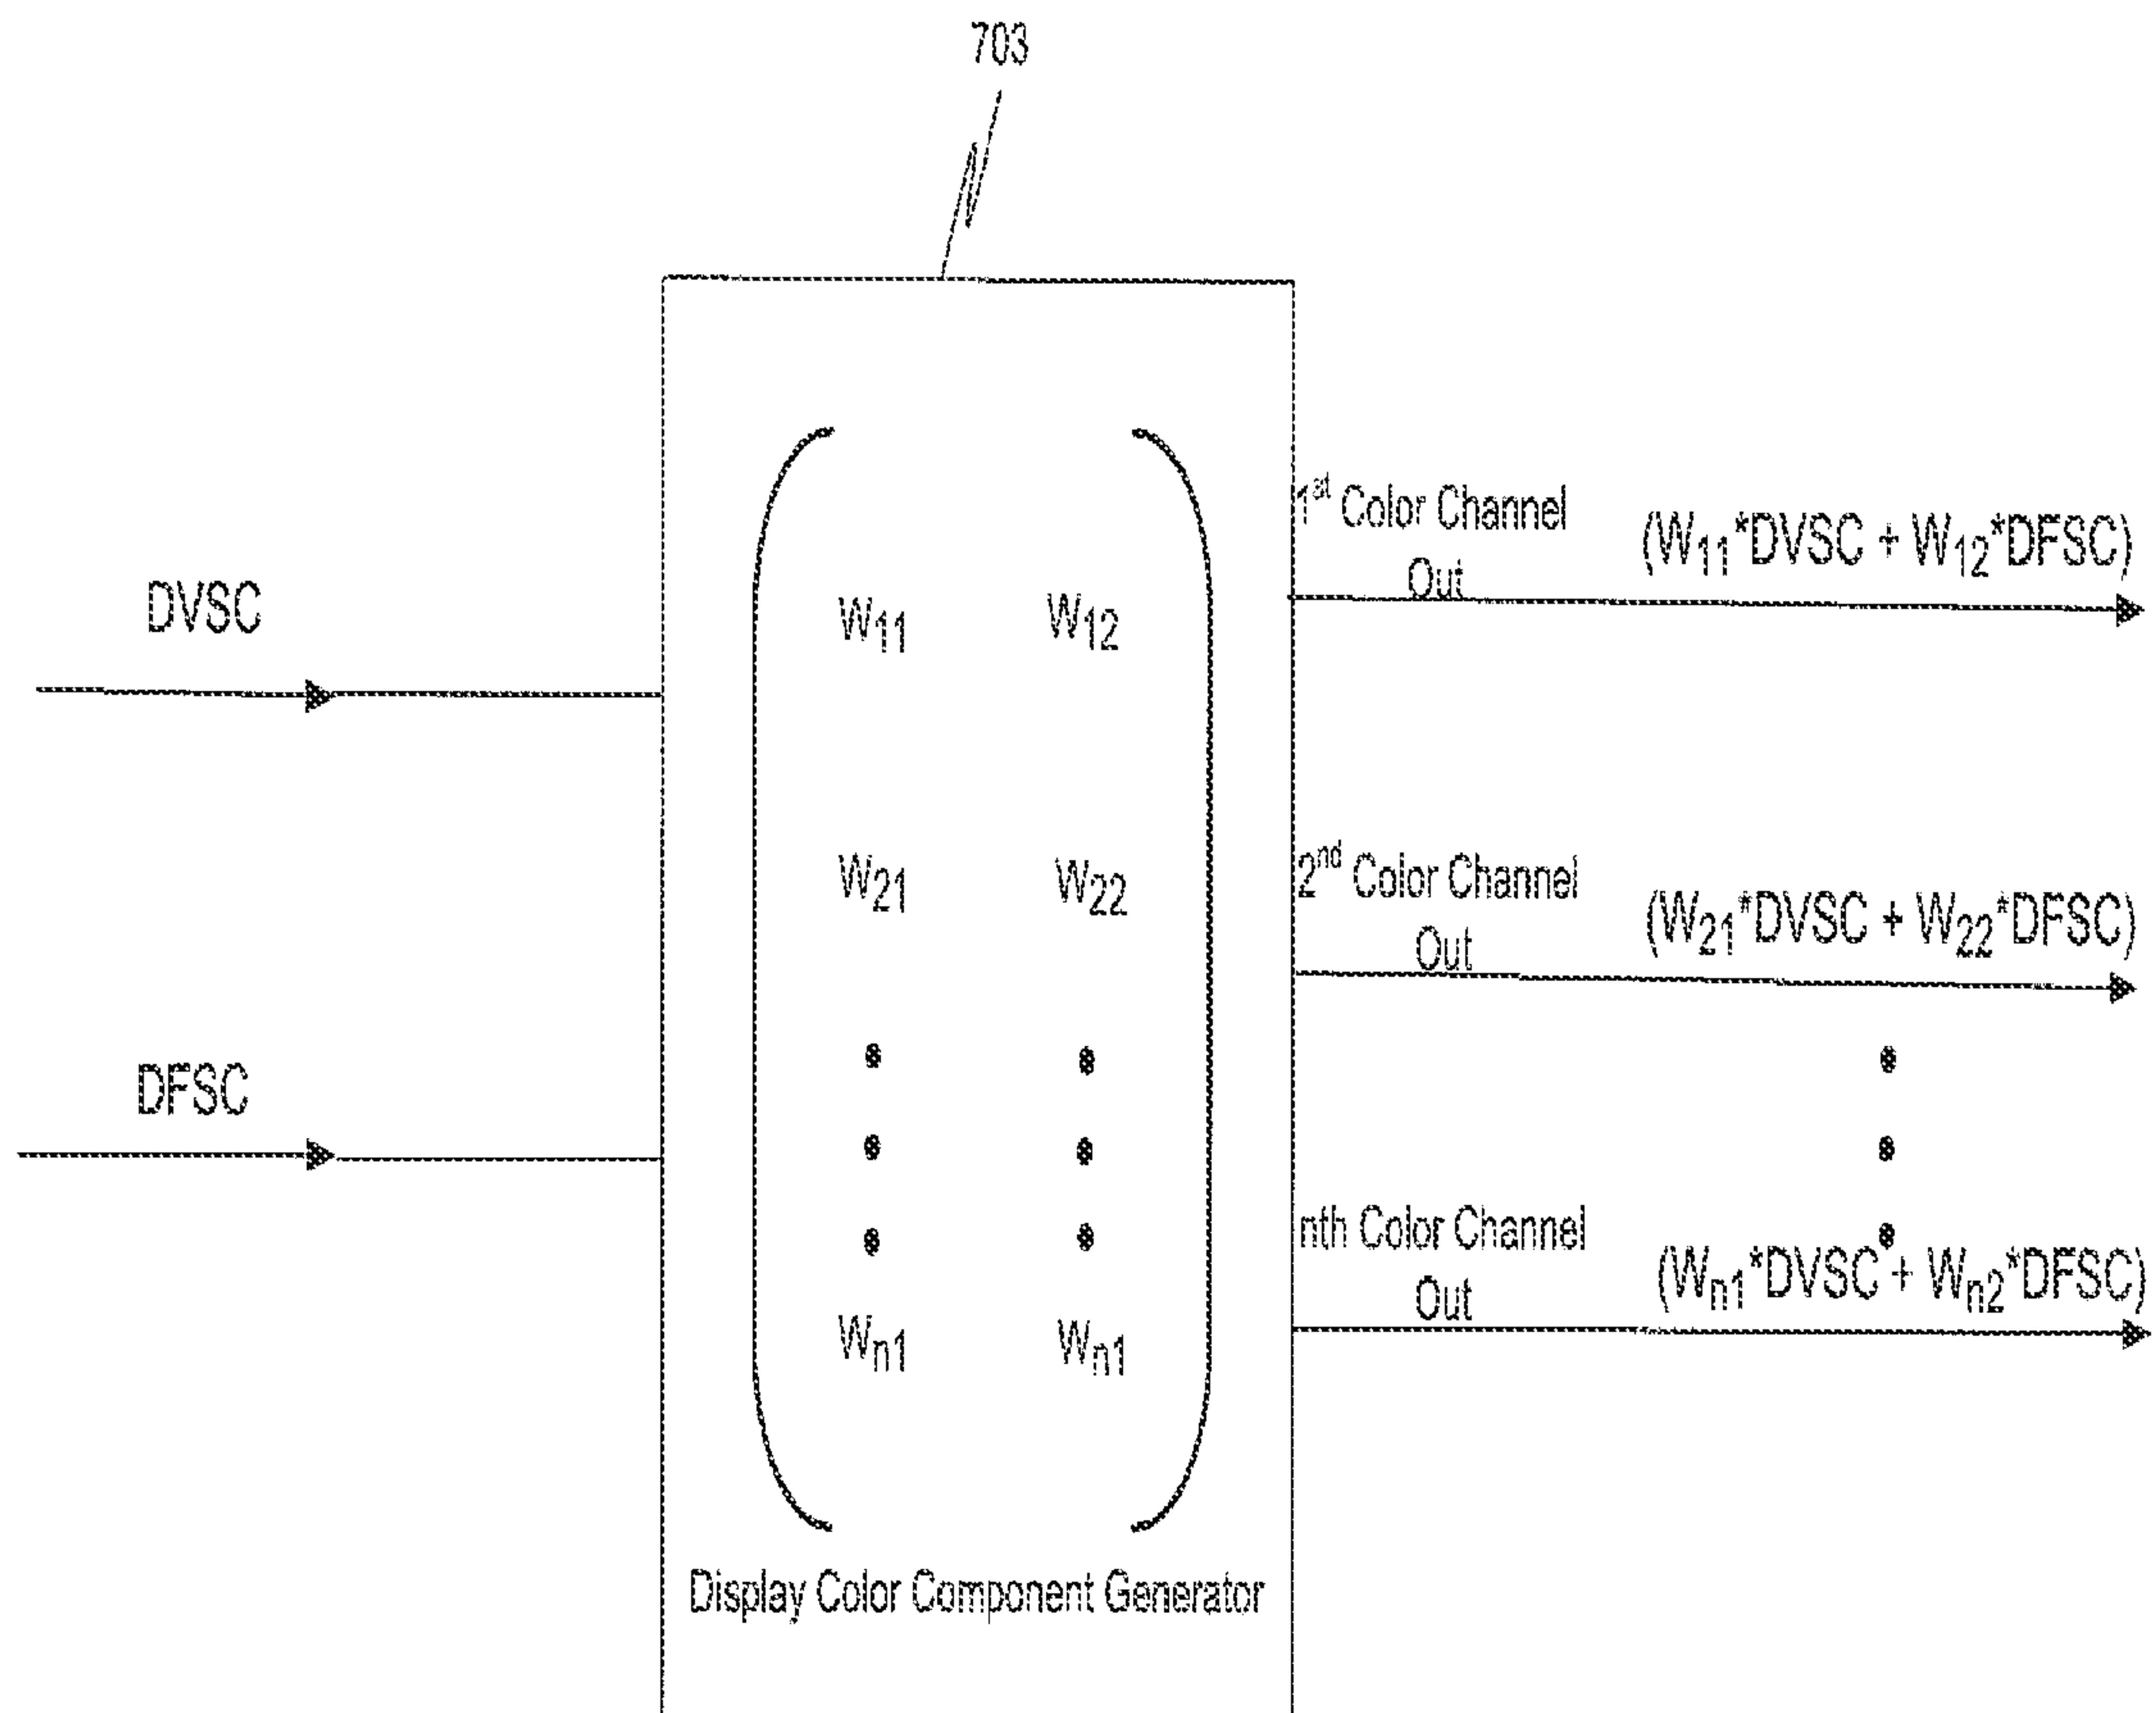 703
DVSC
DFSC
W11 W12
W21 W22
Wn1 Wn1
Display Color Component Generator
1st Color Channel
Out
(W11*DVSC + W12*DFSC)
2nd Color Channel
Out
(W21*DVSC + W22*DFSC)
nth Color Channel
Out
(Wn1*DVSC + Wn2*DFSC)